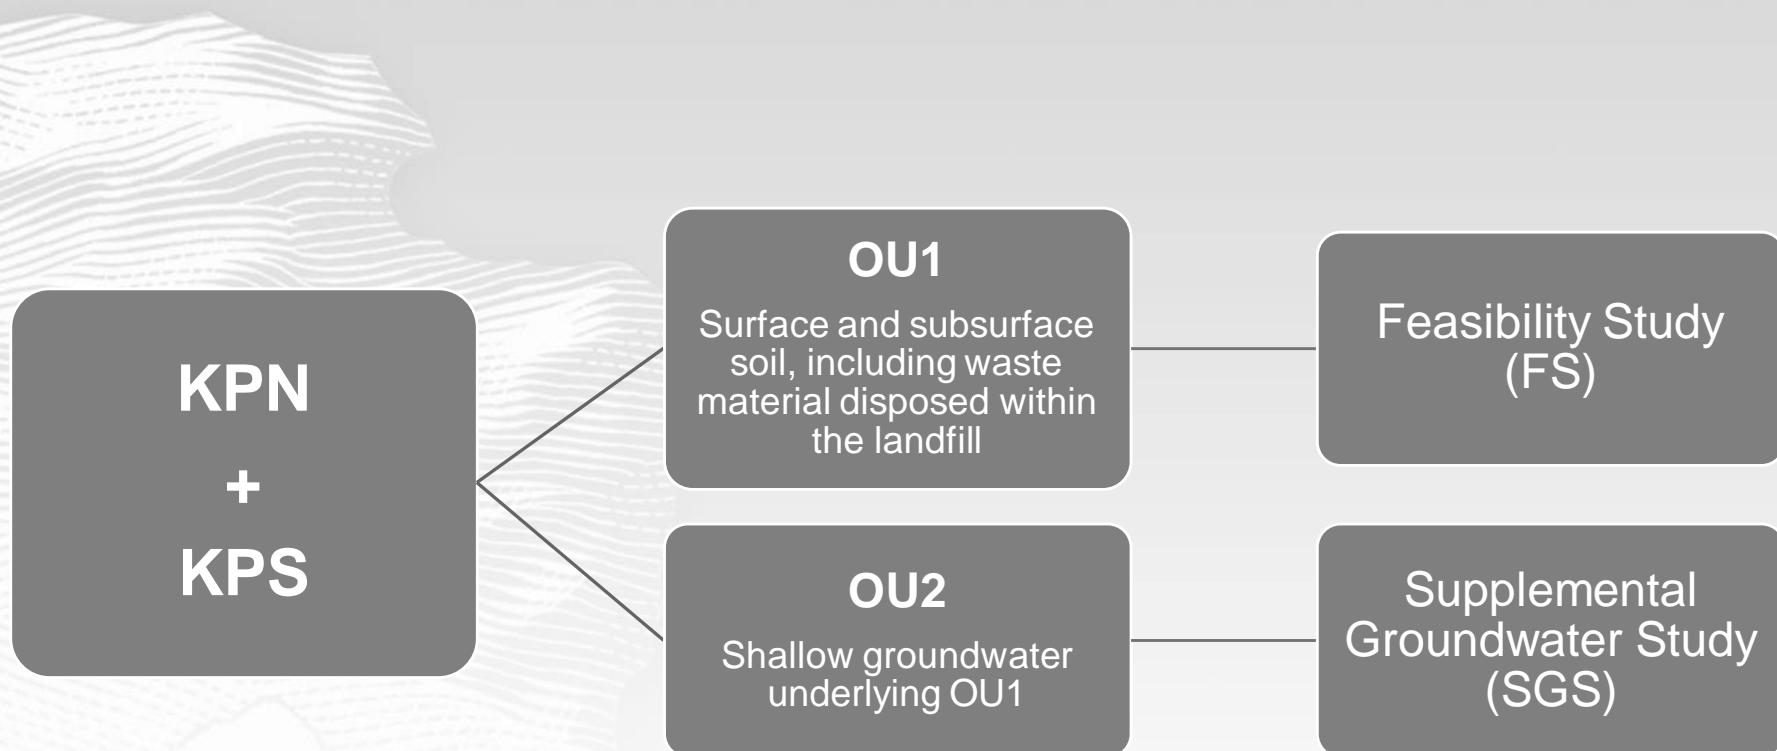 KPN
+
KPS
OU1
Surface and subsurface
soil, including waste
material disposed within
the landfill
OU2
Shallow groundwater
underlying OU1
Feasibility Study
(FS)
Supplemental
Groundwater Study
(SGS)